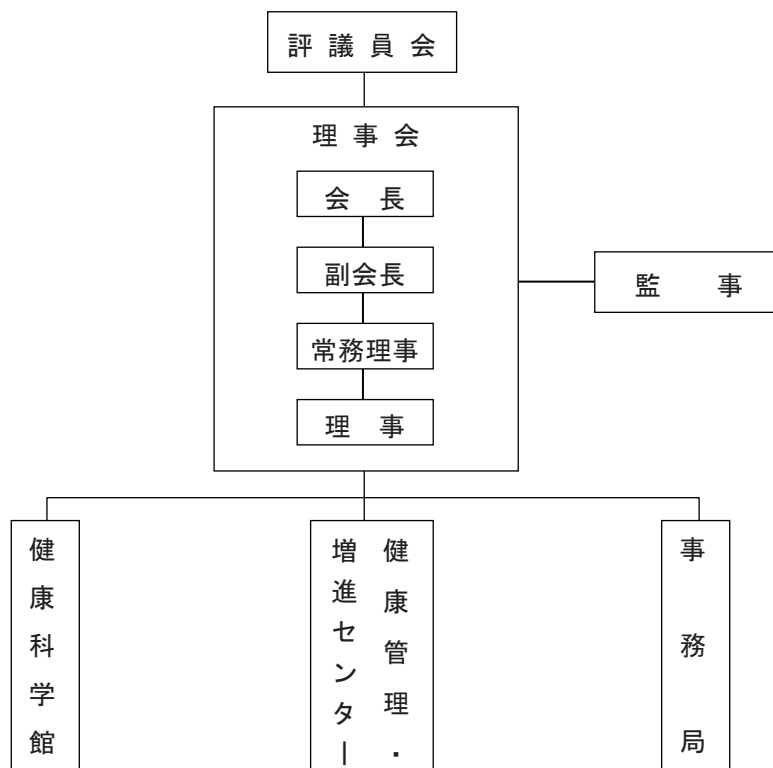 評議員会
理事会
会長
副会長
常務理事
理事
監事
健康科学館
健康管理・
増進センター
事務局